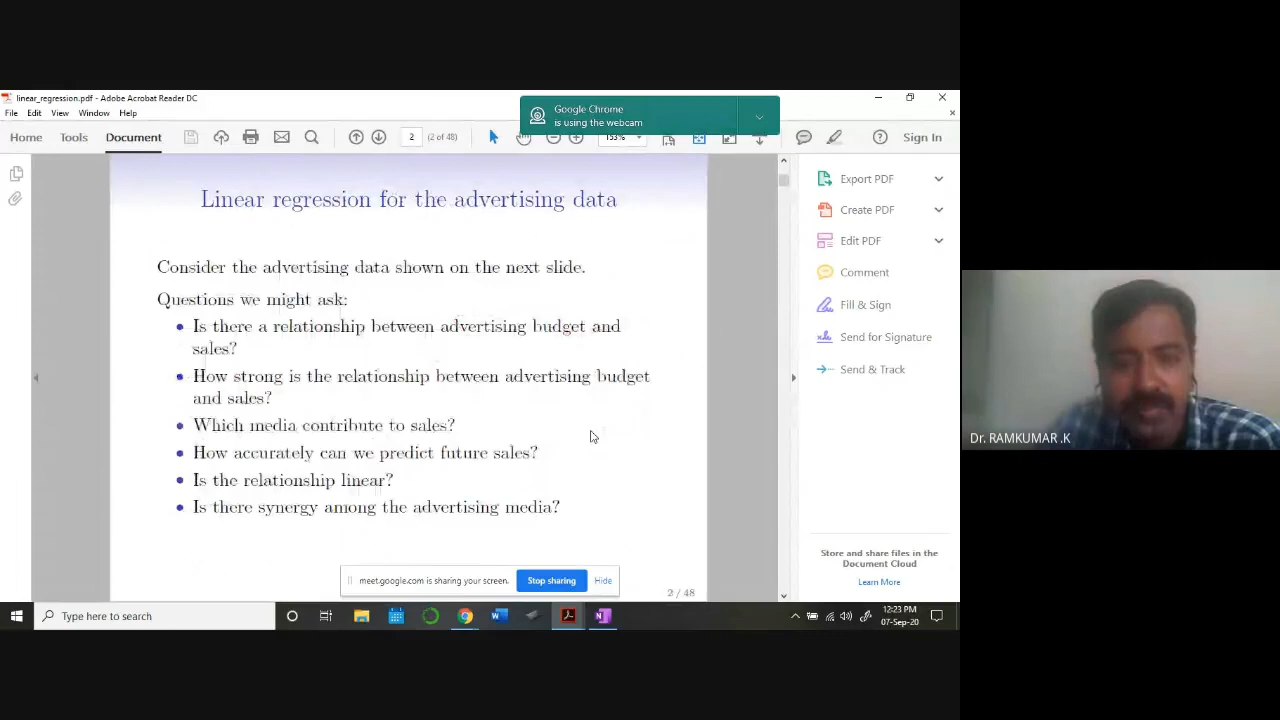 linear_regression.pdf - Adobe Acrobat Reader DC
File Edit View Window Help
Google Chrome
is using the webcam
Home Tools Document
2 (2 of 48)
153%
Sign In
Linear regression for the advertising data
Consider the advertising data shown on the next slide.
Questions we might ask:
• Is there a relationship between advertising budget and
sales?
• How strong is the relationship between advertising budget
and sales?
• Which media contribute to sales?
• How accurately can we predict future sales?
• Is the relationship linear?
• Is there synergy among the advertising media?
2 / 48
Export PDF
Create PDF
Edit PDF
Comment
Fill & Sign
Send for Signature
Send & Track
Store and share files in the
Document Cloud
Learn More
meet.google.com is sharing your screen.
Stop sharing
Hide
Type here to search
12:23 PM
07-Sep-20
Dr. RAMKUMAR .K